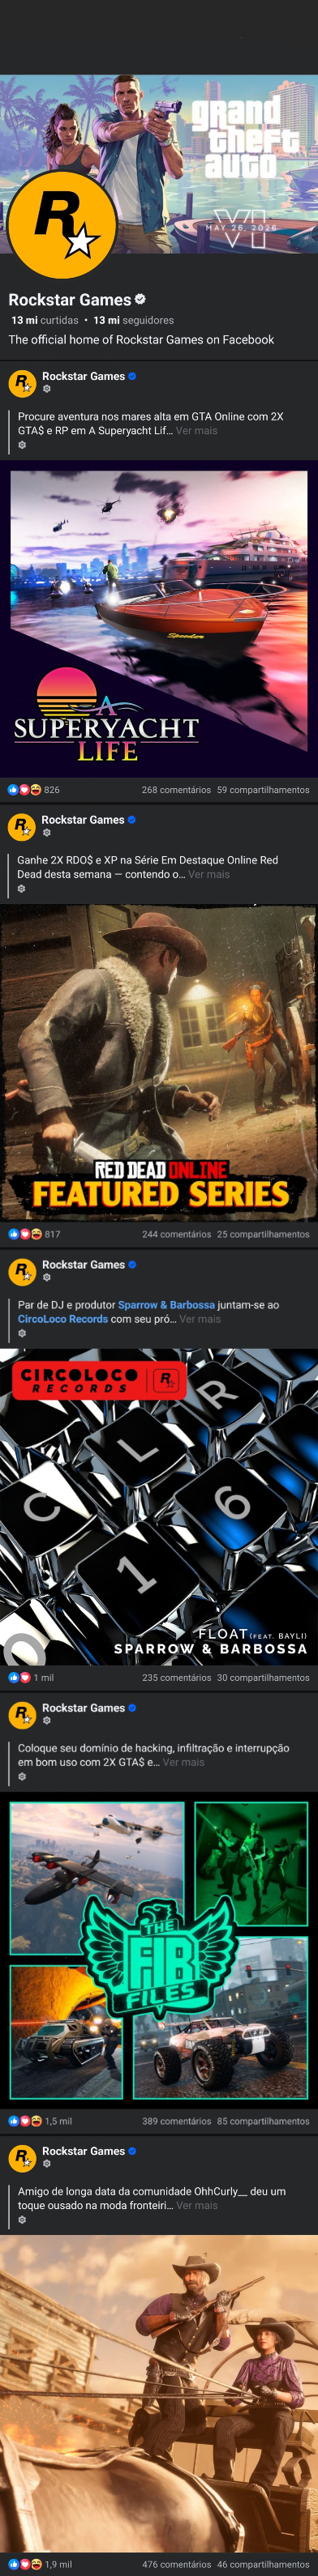 grand
theft
auto
VI
MAY 26, 2026
R
Rockstar Games
13 mi curtidas • 13 mi seguidores
The official home of Rockstar Games on Facebook
Rockstar Games
Procure aventura nos mares alta em GTA Online com 2X
GTA$ e RP em A Superyacht Lif... Ver mais
Speeder
A
SUPERYACHT
LIFE
826 268 comentários 59 compartilhamentos
Rockstar Games
Ganhe 2X RDO$ e XP na Série Em Destaque Online Red
Dead desta semana — contendo o... Ver mais
RED DEAD ONLINE
FEATURED SERIES
817 244 comentários 25 compartilhamentos
Rockstar Games
Par de DJ e produtor Sparrow & Barbossa juntam-se ao
CircoLoco Records com seu pró... Ver mais
CIRCOLOCO
RECORDS
R
R
L
C
6
1
FLOAT (FEAT. BAYLI)
SPARROW & BARBOSSA
1 mil 235 comentários 30 compartilhamentos
Rockstar Games
Coloque seu domínio de hacking, infiltração e interrupção
em bom uso com 2X GTA$ e... Ver mais
THE
FIB
FILES
1,5 mil 389 comentários 85 compartilhamentos
Rockstar Games
Amigo de longa data da comunidade OhhCurly__ deu um
toque ousado na moda fronteiri... Ver mais
1,9 mil 476 comentários 46 compartilhamentos